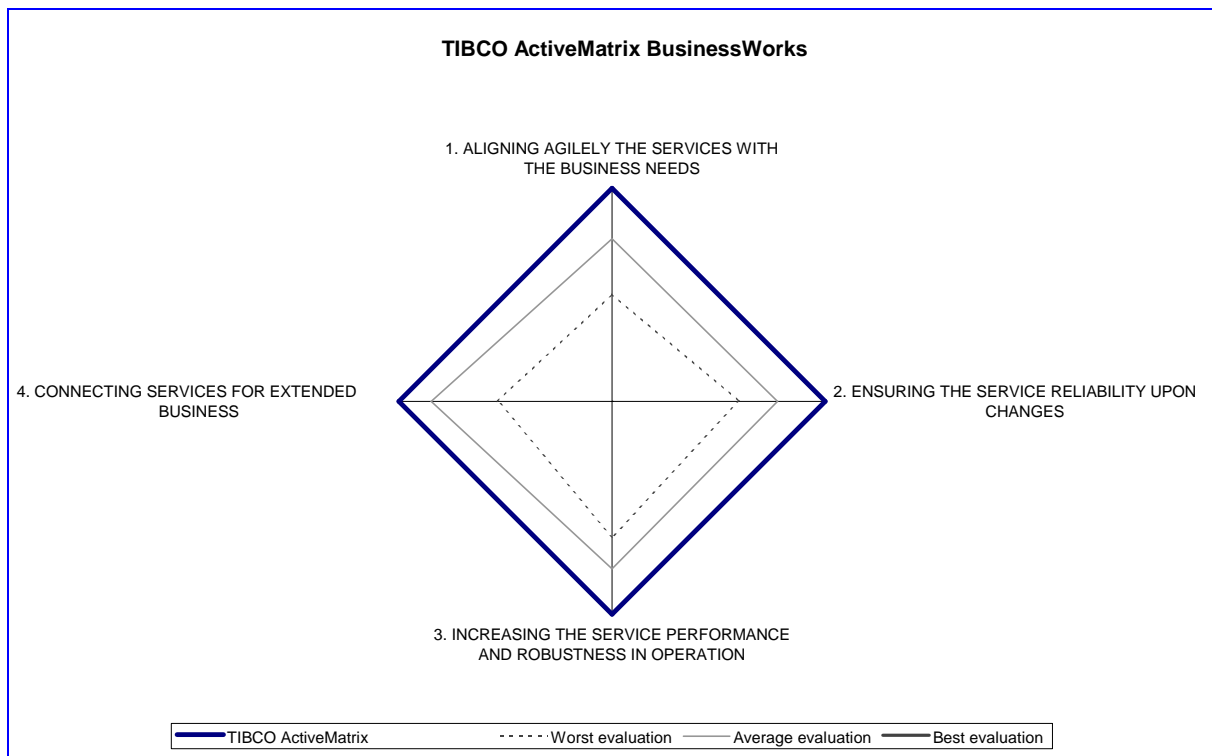 TIBCO ActiveMatrix BusinessWorks
1. ALIGNING AGILELY THE SERVICES WITH
THE BUSINESS NEEDS
4. CONNECTING SERVICES FOR EXTENDED
BUSINESS
2. ENSURING THE SERVICE RELIABILITY UPON
CHANGES
3. INCREASING THE SERVICE PERFORMANCE
AND ROBUSTNESS IN OPERATION
TIBCO ActiveMatrix Worst evaluation Average evaluation Best evaluation